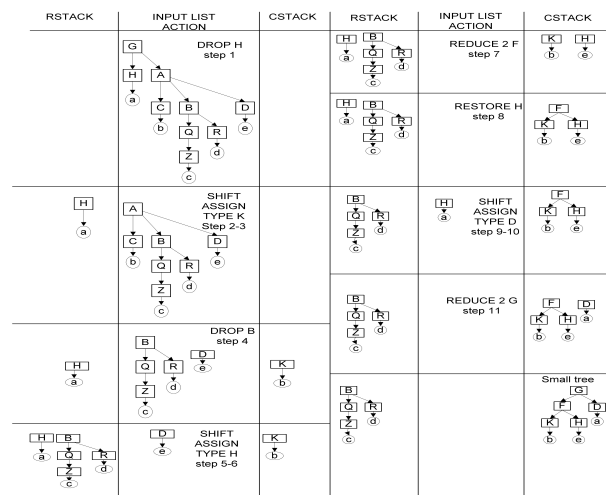 RSTACK INPUT LIST ACTION CSTACK
G DROP H
H A step 1
a C B D
b Q R e
Z d
c
H SHIFT
a A ASSIGN
TYPE K
C B D Step 2-3
b Q R e
Z d
c
DROP B
step 4
H B D K
a Q R e b
Z d
c
H B D SHIFT K
a Q R e ASSIGN b
Z d TYPE H
c step 5-6
RSTACK INPUT LIST ACTION CSTACK
H B REDUCE 2 F K H
a Q R step 7 b e
Z d
c
H B RESTORE H F
a Q R step 8 K H
Z d b e
c
B H SHIFT F
Q R a ASSIGN K H
Z d TYPE D b e
c step 9-10
B REDUCE 2 G F D
Q R step 11 K H a
Z d b e
c
Small tree
B G
Q R F D
Z d K H a
c b e